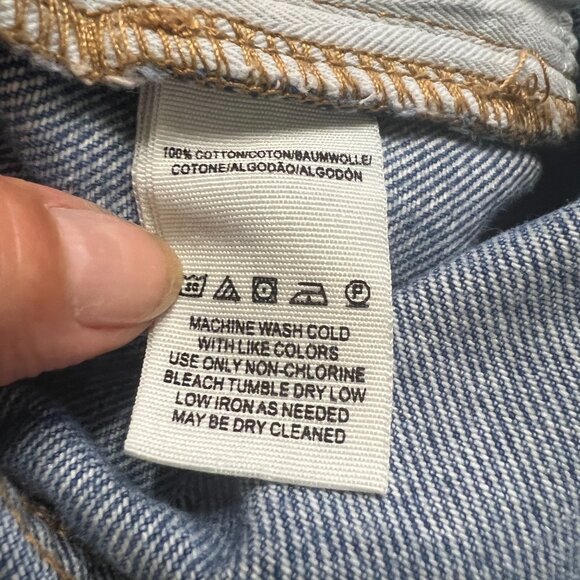 100% COTTON/COTON/BAUMWOLLE/
COTONE/ALGODÃO/ALGODÓN
30 P
MACHINE WASH COLD
WITH LIKE COLORS
USE ONLY NON-CHLORINE
BLEACH TUMBLE DRY LOW
LOW IRON AS NEEDED
MAY BE DRY CLEANED